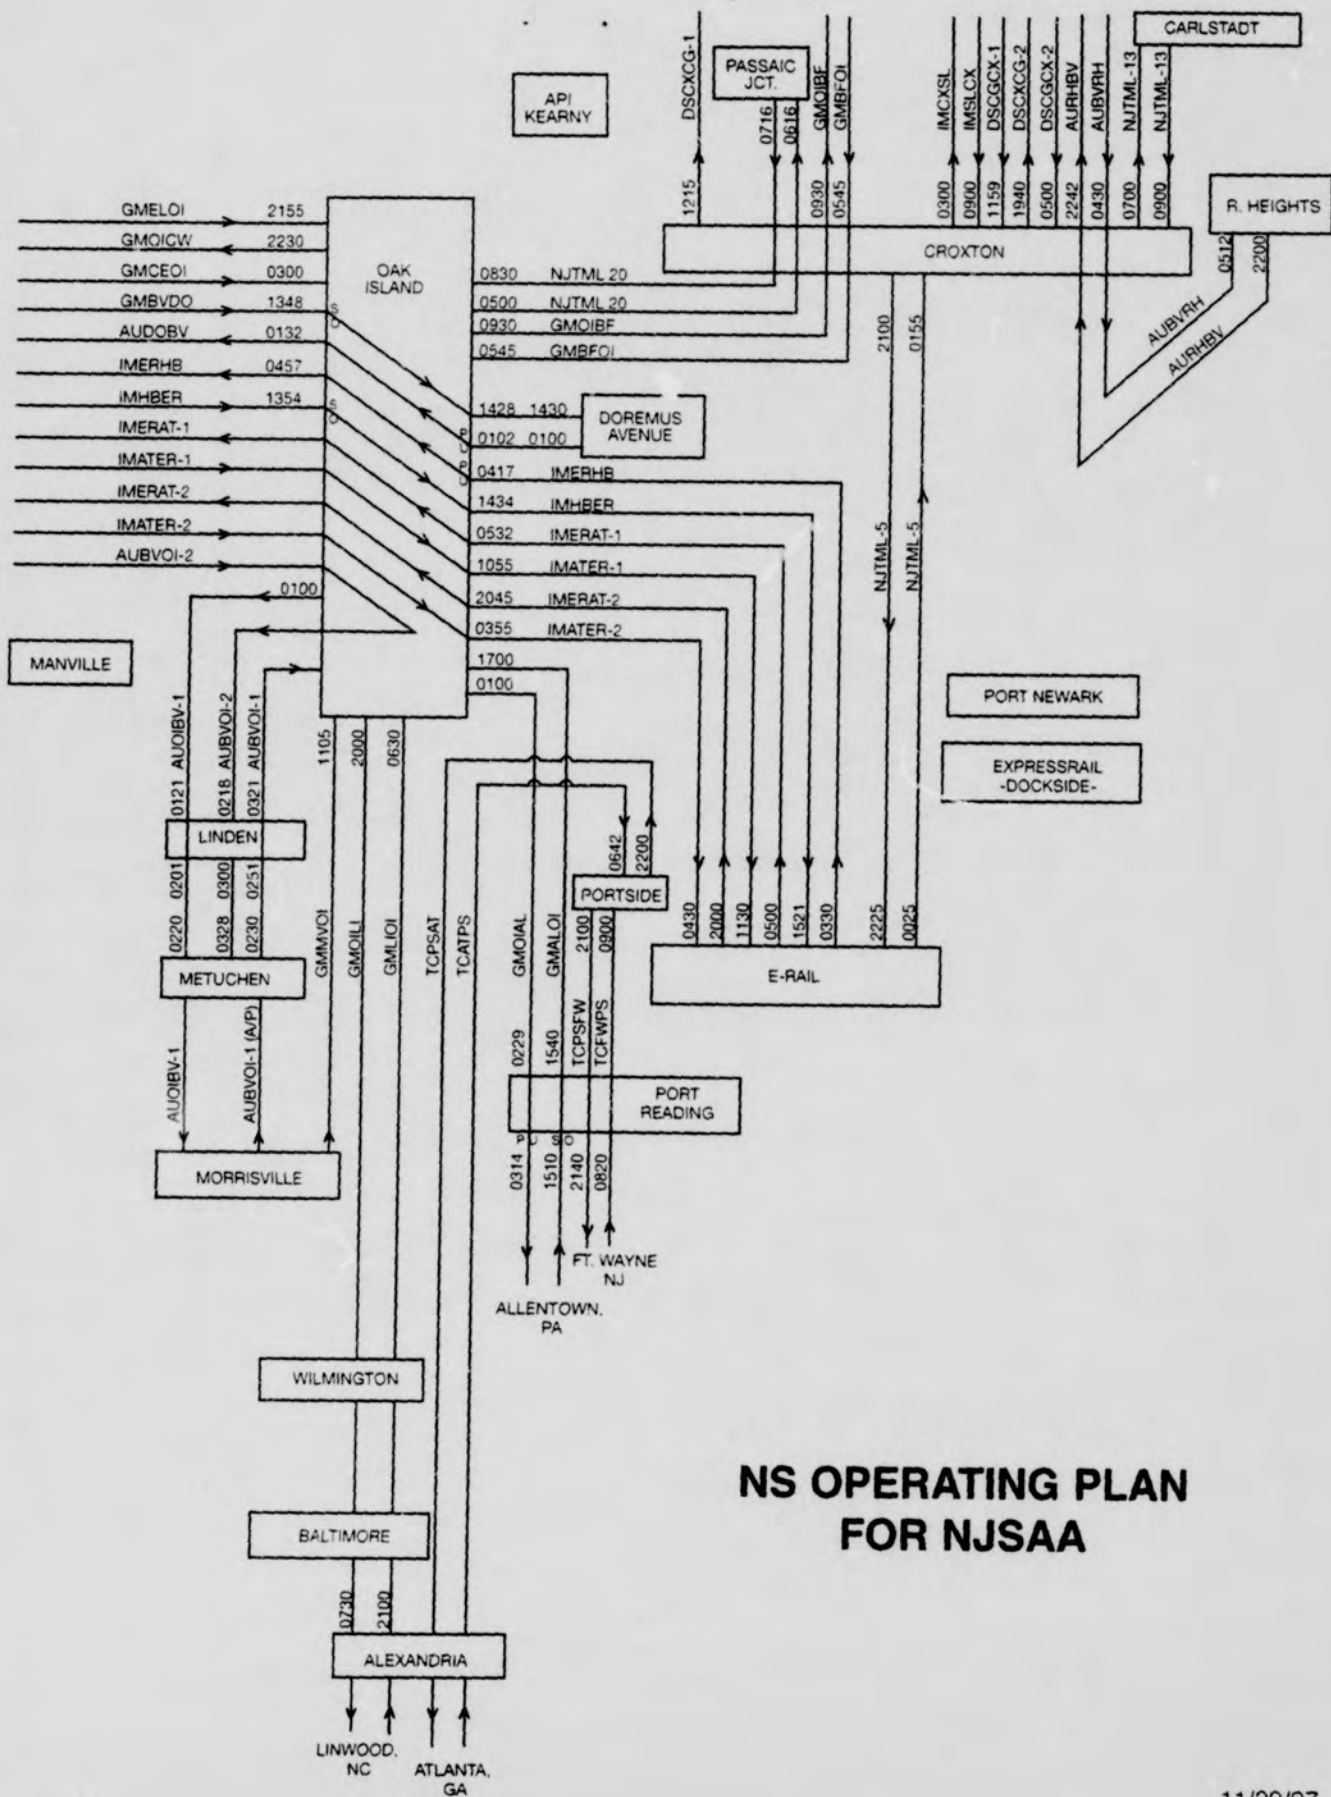 CARLSTADT
PASSAIC
JCT.
API
KEARNY
DSCXCG-1
0716
0616
GMOIBF
GMBFOI
IMCXSL
IMSLCX
DSCGCX-1
DSCXCG-2
DSCGCX-2
AURHBV
AUBVRH
NJTML-13
NJTML-13
1215
0930
0545
0300
0900
1159
1940
0500
2242
0430
0700
0900
R. HEIGHTS
CROXTON
0512
2200
AUBVRH
AURHBV
GMELOI 2155
GMOICW 2230
GMCEOI 0300
GMBVDO 1348
AUDOBV 0132
IMERHB 0457
IMHBER 1354
IMERAT-1
IMATER-1
IMERAT-2
IMATER-2
AUBVOI-2
OAK
ISLAND
SO
SO
PU
PU
0830 NJTML 20
0500 NJTML 20
0930 GMOIBF
0545 GMBFOI
1428 1430
0102 0100
DOREMUS
AVENUE
0417 IMERHB
1434 IMHBER
0532 IMERAT-1
1055 IMATER-1
2045 IMERAT-2
0355 IMATER-2
1700
0100
2100
0155
NJTML-5
NJTML-5
0100
MANVILLE
PORT NEWARK
EXPRESSRAIL
-DOCKSIDE-
AUOIBV-1
AUBVOI-2
AUBVOI-1
0121
0218
0321
1105
2000
0630
LINDEN
0201
0300
0251
0220
0328
0230
METUCHEN
AUOIBV-1
AUBVOI-1 (A/P)
MORRISVILLE
GMMVOI
GMOILI
GMLIOI
TCPSAT
TCATPS
GMOIAL
GMALOI
0642
2200
PORTSIDE
2100
0900
TCPSFW
TCFWPS
0430
2000
1130
0500
1521
0330
2225
0025
E-RAIL
0229
1540
PORT
READING
PU SO
0314
1510
2140
0820
FT. WAYNE
NJ
ALLENTOWN,
PA
WILMINGTON
BALTIMORE
0730
2100
ALEXANDRIA
LINWOOD,
NC
ATLANTA,
GA
NS OPERATING PLAN
FOR NJSAA